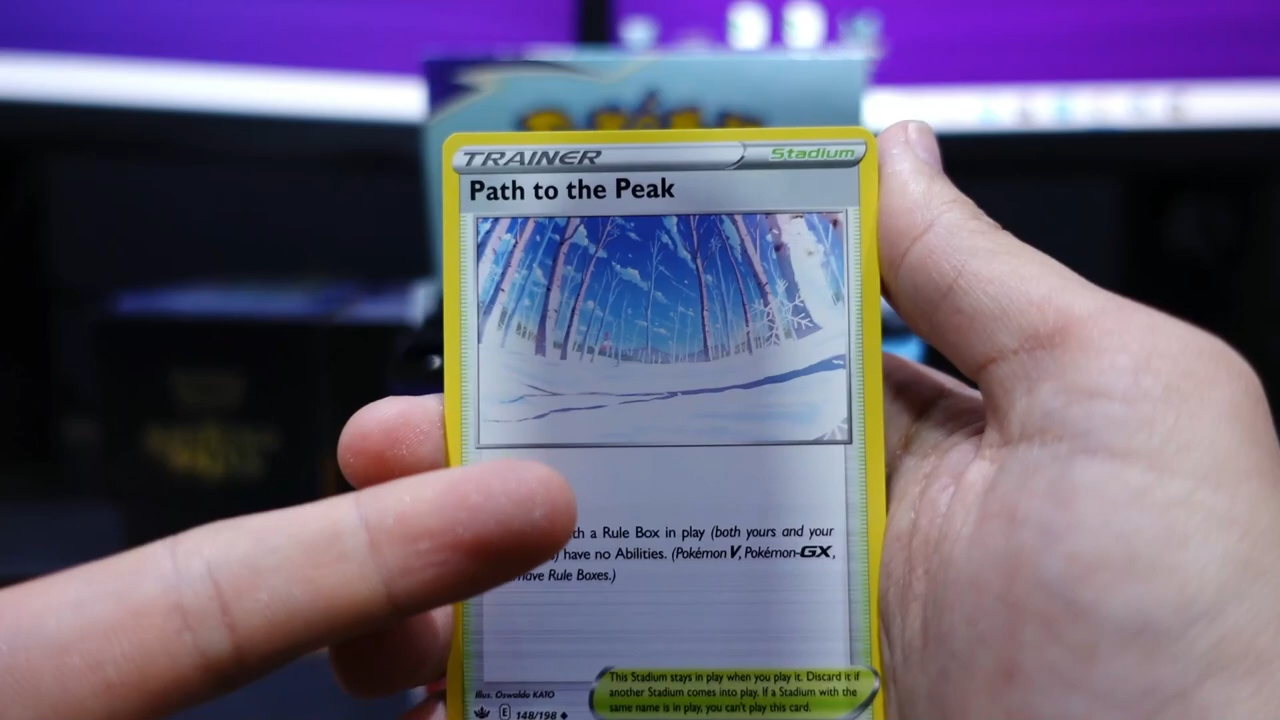 TRAINER
Stadium
Path to the Peak
th a Rule Box in play (both yours and your
) have no Abilities. (Pokémon V, Pokémon-GX,
have Rule Boxes.)
This Stadium stays in play when you play it. Discard it if
another Stadium comes into play. If a Stadium with the
same name is in play, you can't play this card.
Illus. Oswaldo KATO
E 148/198